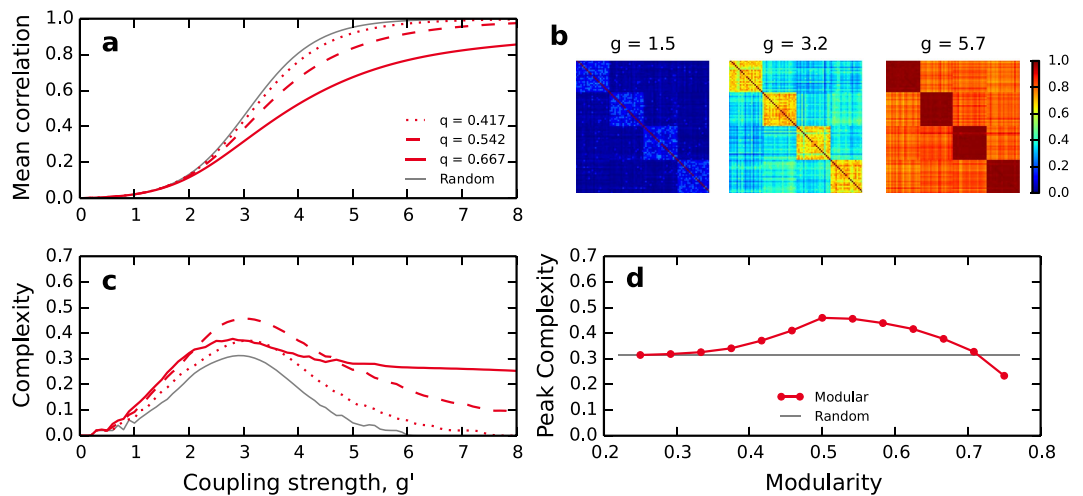 a
Mean correlation
1.0
0.8
0.6
0.4
0.2
0.0
q = 0.417
q = 0.542
q = 0.667
Random
0 1 2 3 4 5 6 7 8
b
g = 1.5 g = 3.2 g = 5.7
1.0
0.8
0.6
0.4
0.2
0.0
c
Complexity
0.7
0.6
0.5
0.4
0.3
0.2
0.1
0.0
0 1 2 3 4 5 6 7 8
Coupling strength, g'
d
Peak Complexity
0.7
0.6
0.5
0.4
0.3
0.2
0.1
0.0
Modular
Random
0.2 0.3 0.4 0.5 0.6 0.7 0.8
Modularity